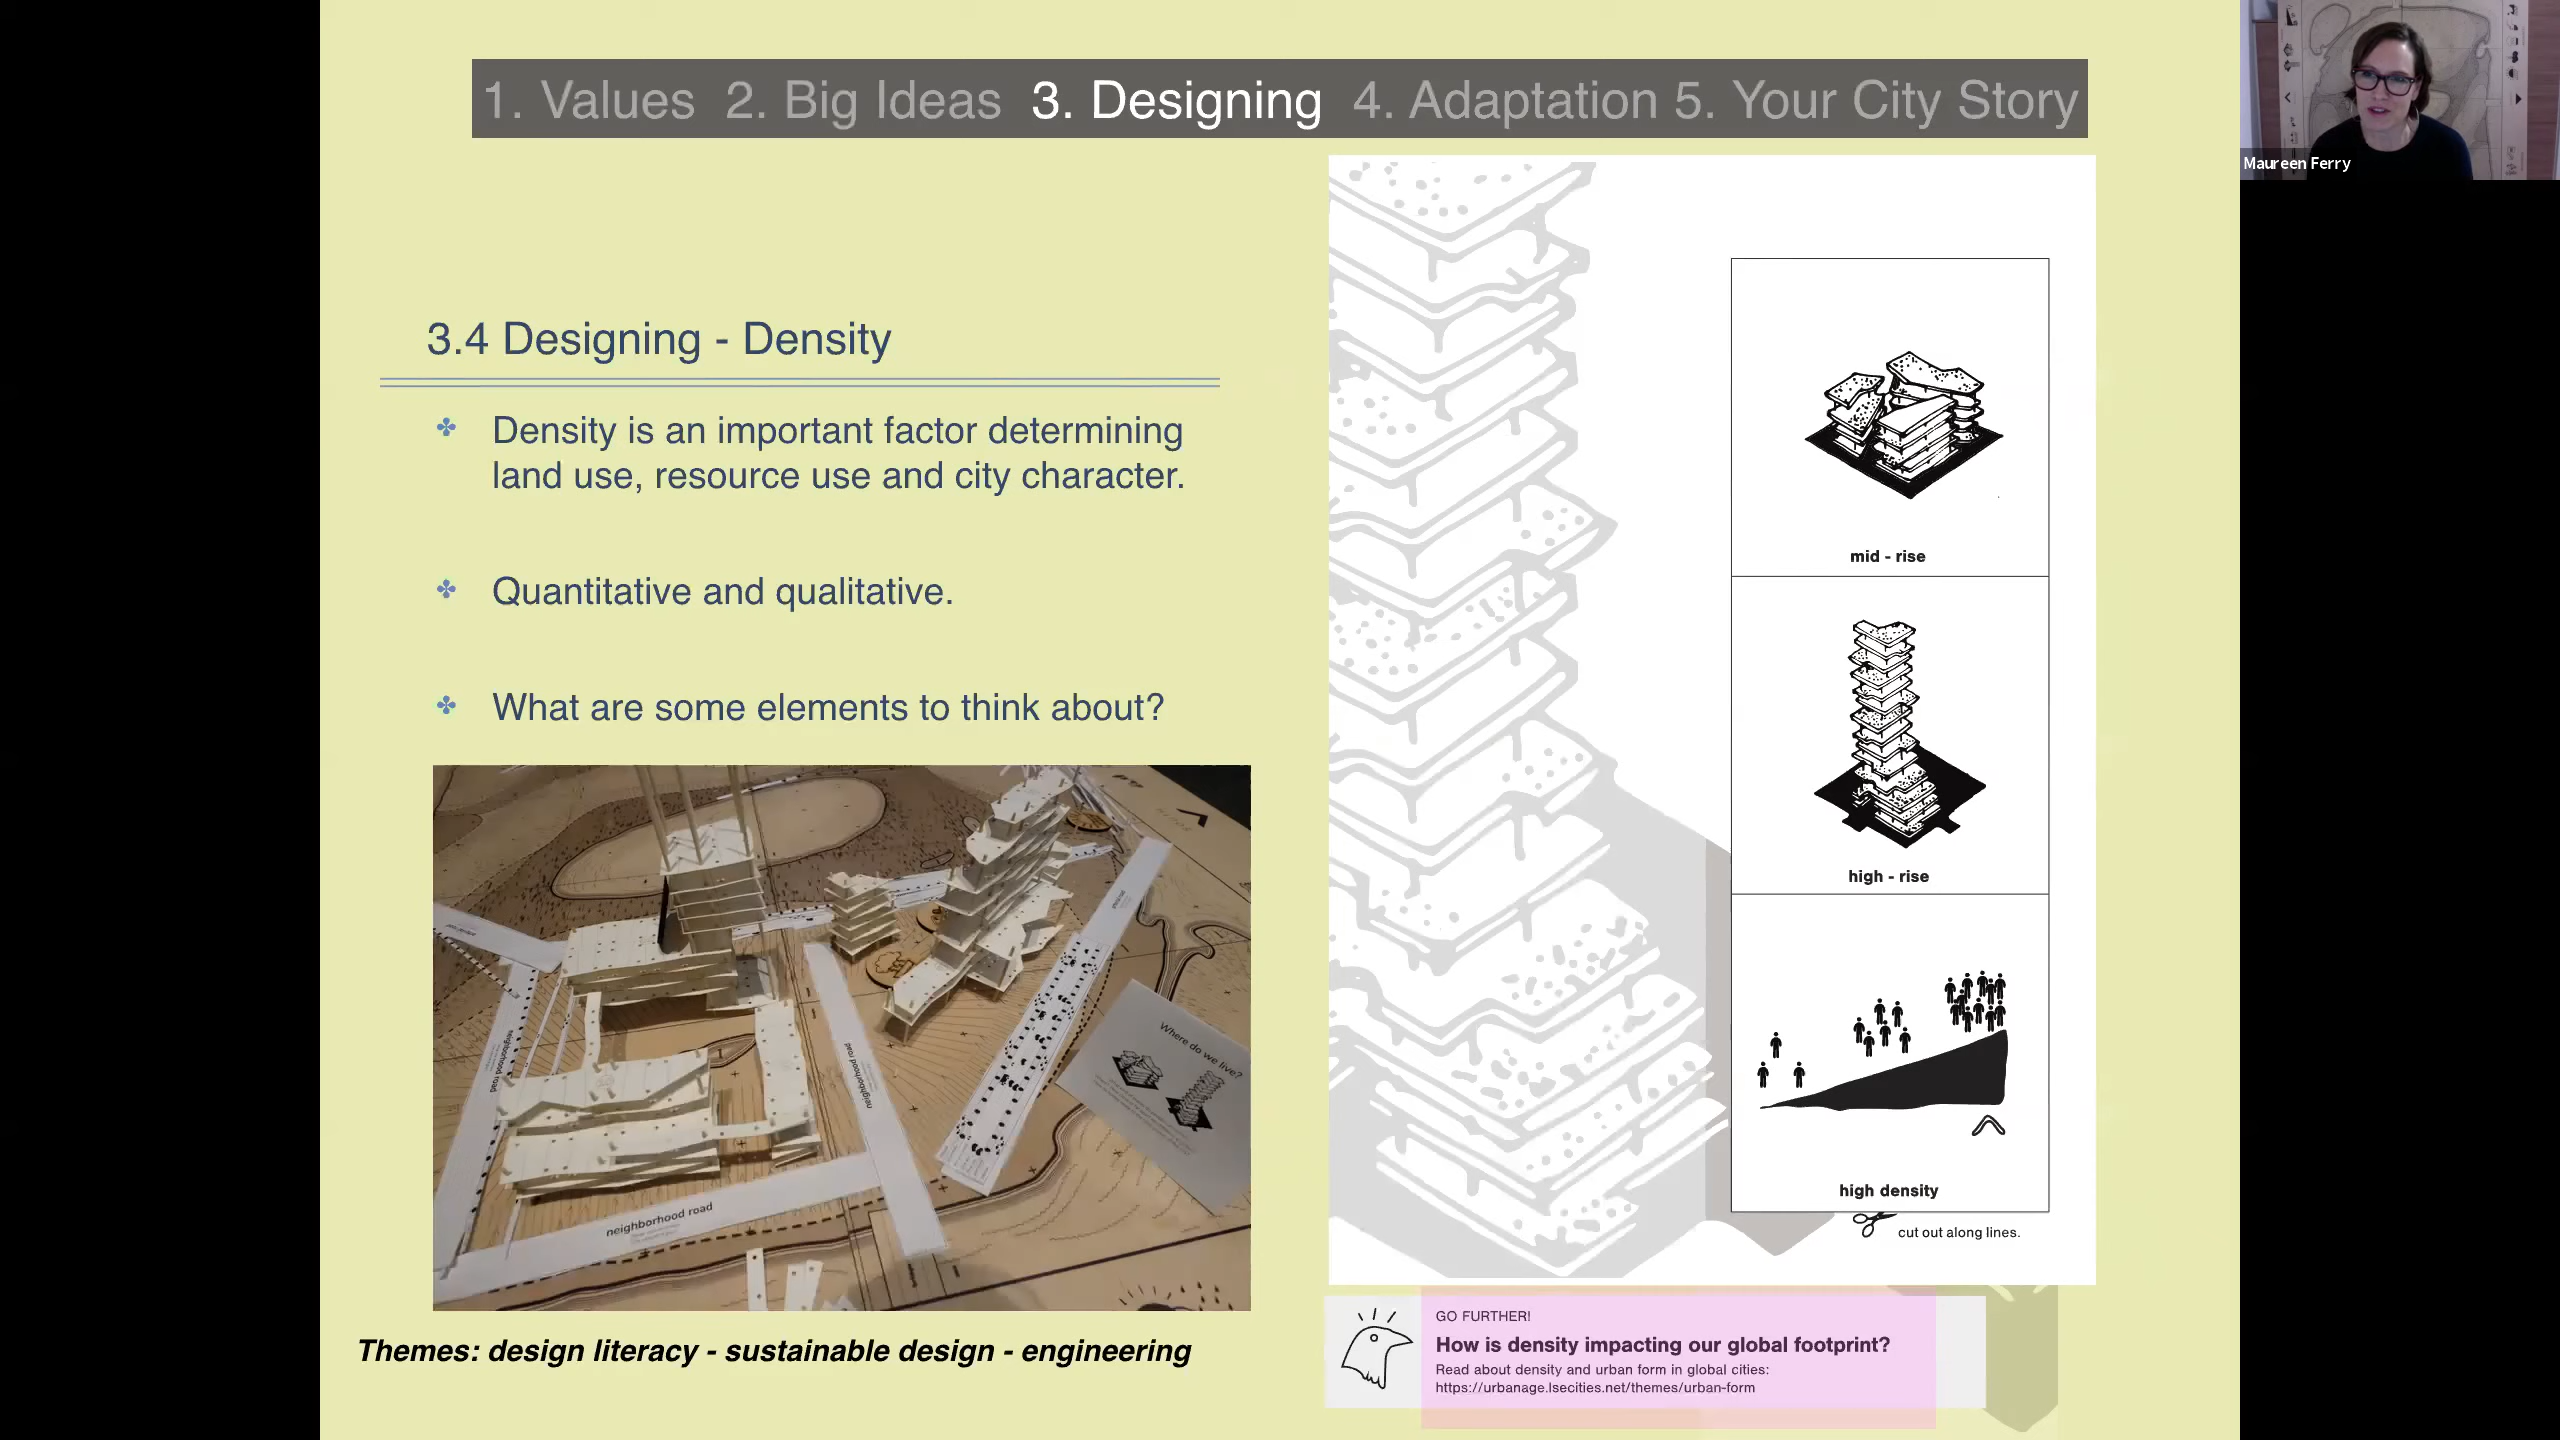 1. Values 2. Big Ideas 3. Designing 4. Adaptation 5. Your City Story
Maureen Ferry
3.4 Designing - Density
Density is an important factor determining
land use, resource use and city character.
Quantitative and qualitative.
What are some elements to think about?
mid - rise
high - rise
high density
cut out along lines.
neighborhood road
neighborhood road
neighborhood road
Where do we live?
Themes: design literacy - sustainable design - engineering
GO FURTHER!
How is density impacting our global footprint?
Read about density and urban form in global cities:
https://urbanage.lsecities.net/themes/urban-form